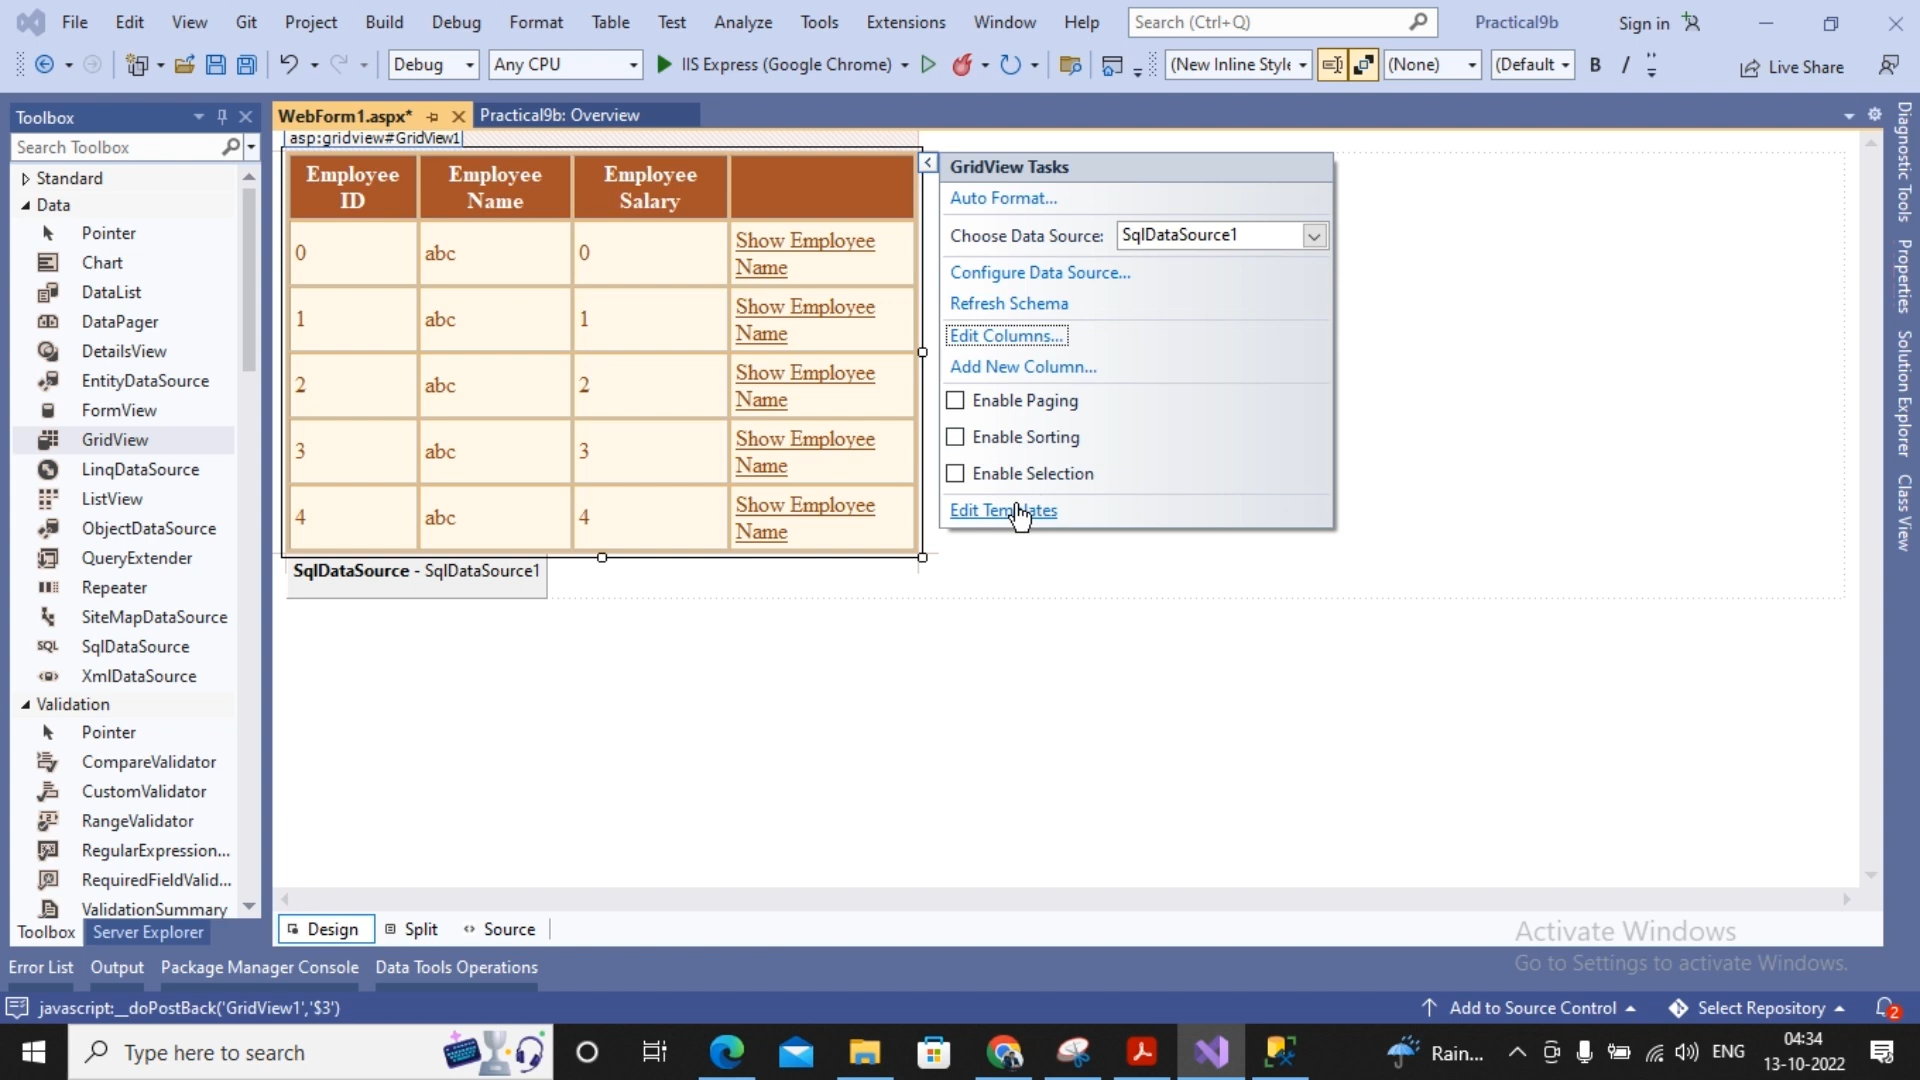 File Edit View Git Project Build Debug Format Table Test Analyze Tools Extensions Window Help Search (Ctrl+Q) Practical9b Sign in
Debug Any CPU IIS Express (Google Chrome) (New Inline Style (None) (Default B I Live Share
Toolbox
Search Toolbox
Standard
Data
Pointer
Chart
DataList
DataPager
DetailsView
EntityDataSource
FormView
GridView
LinqDataSource
ListView
ObjectDataSource
QueryExtender
Repeater
SiteMapDataSource
SqlDataSource
XmlDataSource
Validation
Pointer
CompareValidator
CustomValidator
RangeValidator
RegularExpression...
RequiredFieldValid...
ValidationSummary
Toolbox Server Explorer
WebForm1.aspx* Practical9b: Overview
asp:gridview#GridView1
Employee ID Employee Name Employee Salary
0 abc 0 Show Employee Name
1 abc 1 Show Employee Name
2 abc 2 Show Employee Name
3 abc 3 Show Employee Name
4 abc 4 Show Employee Name
SqlDataSource - SqlDataSource1
GridView Tasks
Auto Format...
Choose Data Source: SqlDataSource1
Configure Data Source...
Refresh Schema
Edit Columns...
Add New Column...
Enable Paging
Enable Sorting
Enable Selection
Edit Templates
Diagnostic Tools
Properties
Solution Explorer
Class View
Design Split Source
Activate Windows
Go to Settings to activate Windows.
Error List Output Package Manager Console Data Tools Operations
javascript:__doPostBack('GridView1','$3') Add to Source Control Select Repository 2
Type here to search Rain... ENG 04:34
13-10-2022